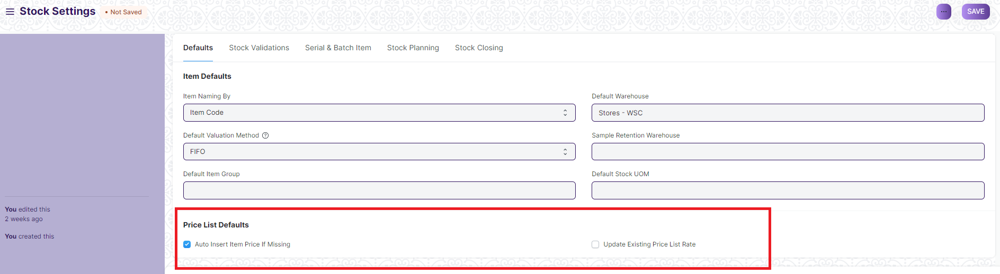 Stock Settings • Not Saved
... SAVE
Defaults Stock Validations Serial & Batch Item Stock Planning Stock Closing
Item Defaults
Item Naming By
Item Code
Default Warehouse
Stores - WSC
Default Valuation Method ?
FIFO
Sample Retention Warehouse
Default Item Group
Default Stock UOM
You edited this
2 weeks ago
You created this
Price List Defaults
Auto Insert Item Price If Missing
Update Existing Price List Rate